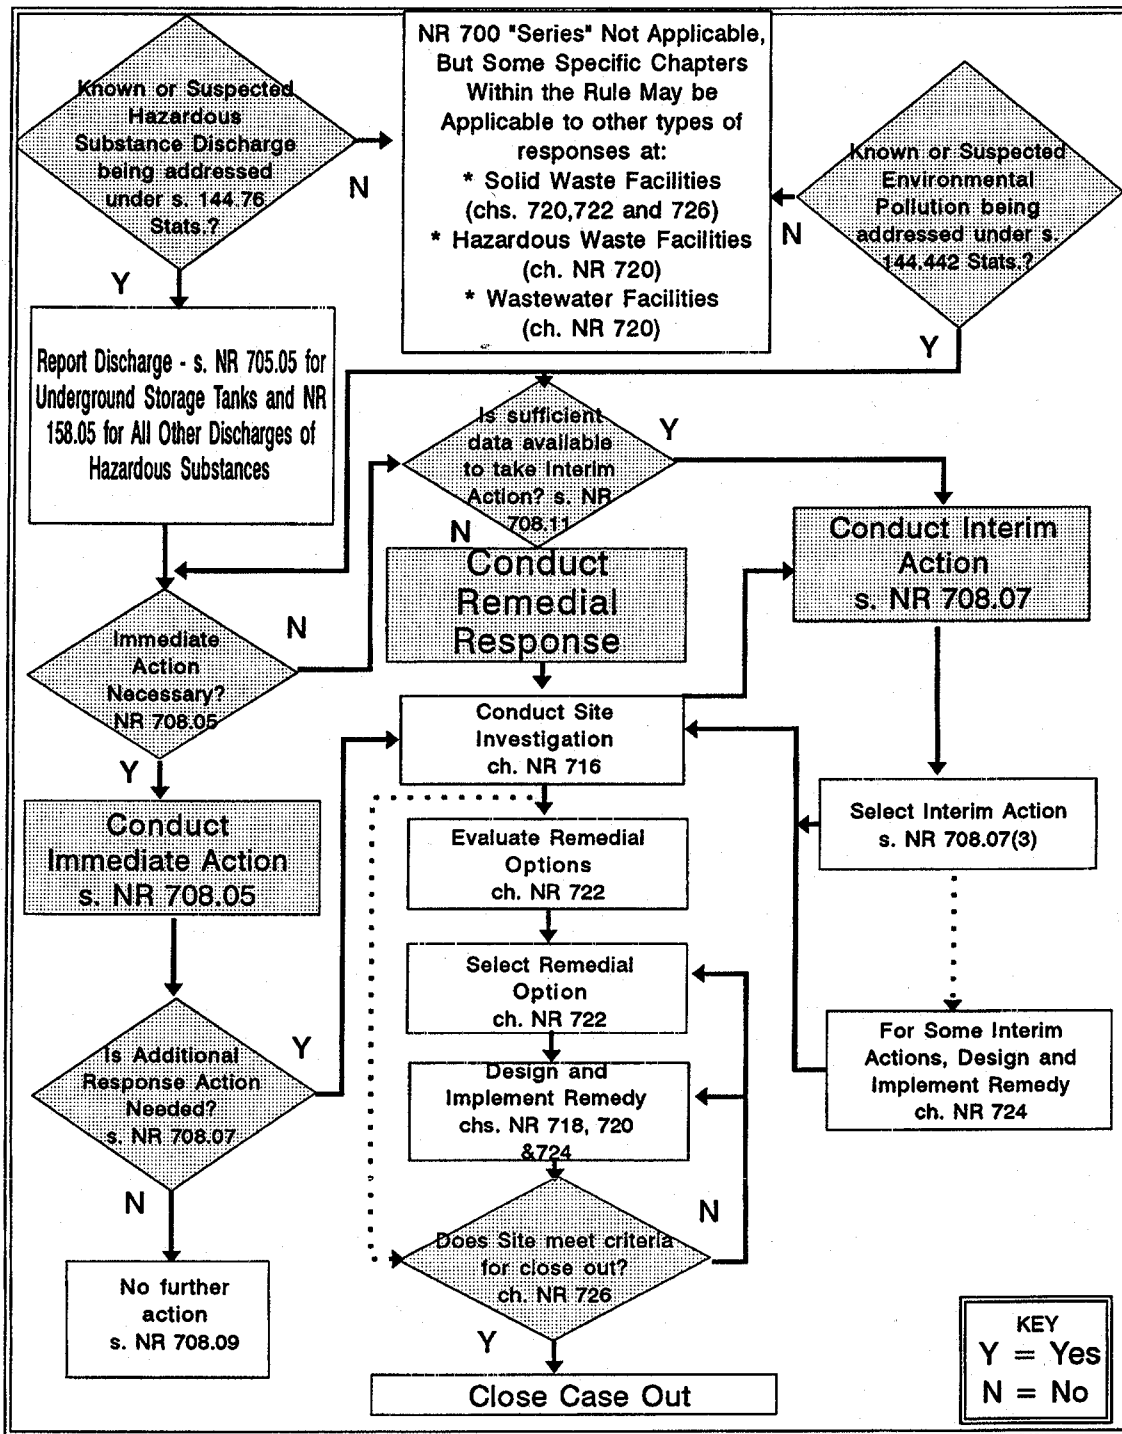 Known or Suspected
Hazardous
Substance Discharge
being addressed
under s. 144.76
Stats.?
N
Y
NR 700 "Series" Not Applicable,
But Some Specific Chapters
Within the Rule May be
Applicable to other types of
responses at:
* Solid Waste Facilities
(chs. 720,722 and 726)
* Hazardous Waste Facilities
(ch. NR 720)
* Wastewater Facilities
(ch. NR 720)
Known or Suspected
Environmental
Pollution being
addressed under s.
144.442 Stats.?
N
Y
Report Discharge - s. NR 705.05 for
Underground Storage Tanks and NR
158.05 for All Other Discharges of
Hazardous Substances
Is sufficient
data available
to take Interim
Action? s. NR
708.11
Y
N
Conduct Interim
Action
s. NR 708.07
Conduct
Remedial
Response
Immediate
Action
Necessary?
NR 708.05
N
Y
Conduct Site
Investigation
ch. NR 716
Conduct
Immediate Action
s. NR 708.05
Evaluate Remedial
Options
ch. NR 722
Select Interim Action
s. NR 708.07(3)
Select Remedial
Option
ch. NR 722
Is Additional
Response Action
Needed?
s. NR 708.07
Y
N
Design and
Implement Remedy
chs. NR 718, 720
&724
For Some Interim
Actions, Design and
Implement Remedy
ch. NR 724
Does Site meet criteria
for close out?
ch. NR 726
N
Y
No further
action
s. NR 708.09
Close Case Out
KEY
Y = Yes
N = No